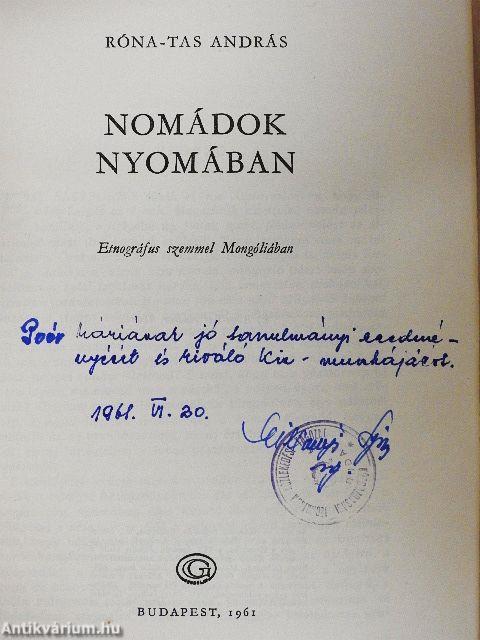 RÓNA-TAS ANDRÁS
NOMÁDOK
NYOMÁBAN
Etnográfus szemmel Mongóliában
Poór Máriának jó tanulmányi eredmé-
nyéért és kiváló Kisz-munkájáért.
1961. VI. 20.
G
BUDAPEST, 1961
Antikvárium.hu